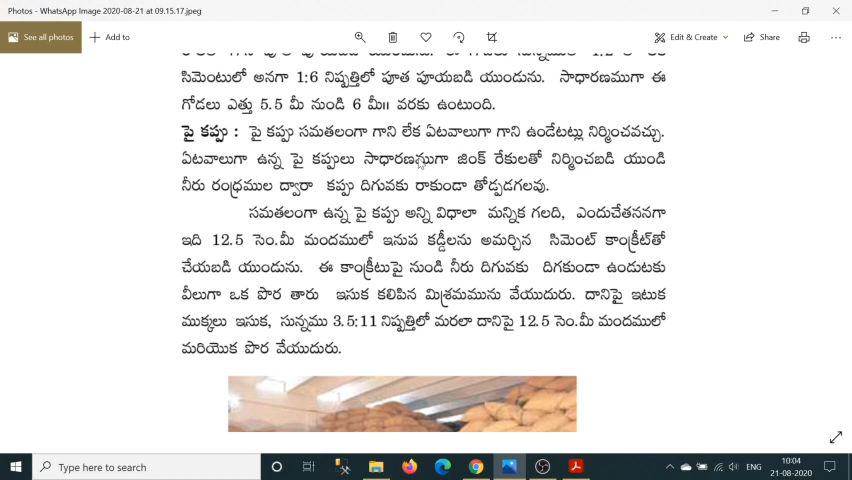 Photos - WhatsApp Image 2020-08-21 at 09.15.17.jpeg
See all photos + Add to Edit & Create Share
సిమెంటులో అనగా 1:6 నిష్పత్తిలో పూత పూయబడి యుండును. సాధారణముగా ఈ
గోడలు ఎత్తు 5.5 మీ నుండి 6 మీ॥ వరకు ఉంటుంది.
పై కప్పు : పై కప్పు సమతలంగా గాని లేక ఏటవాలుగా గాని ఉండేటట్లు నిర్మించవచ్చు.
ఏటవాలుగా ఉన్న పై కప్పులు సాధారణముగా జింక్ రేకులతో నిర్మించబడి యుండి
నీరు రంధ్రముల ద్వారా కప్పు దిగువకు రాకుండా తోడ్పడగలవు.
సమతలంగా ఉన్న పై కప్పు అన్ని విధాలా మన్నిక గలది, ఎందుచేతననగా
ఇది 12.5 సెం.మీ మందములో ఇనుప కడ్డీలను అమర్చిన సిమెంట్ కాంక్రీట్‌తో
చేయబడి యుండును. ఈ కాంక్రీటుపై నుండి నీరు దిగువకు దిగకుండా ఉండుటకు
వీలుగా ఒక పొర తారు ఇసుక కలిపిన మిశ్రమమును వేయుదురు. దానిపై ఇటుక
ముక్కలు ఇసుక, సున్నము 3.5:11 నిష్పత్తిలో మరలా దానిపై 12.5 సెం.మీ మందములో
మరియొక పొర వేయుదురు.
Type here to search
ENG
10:04
21-08-2020